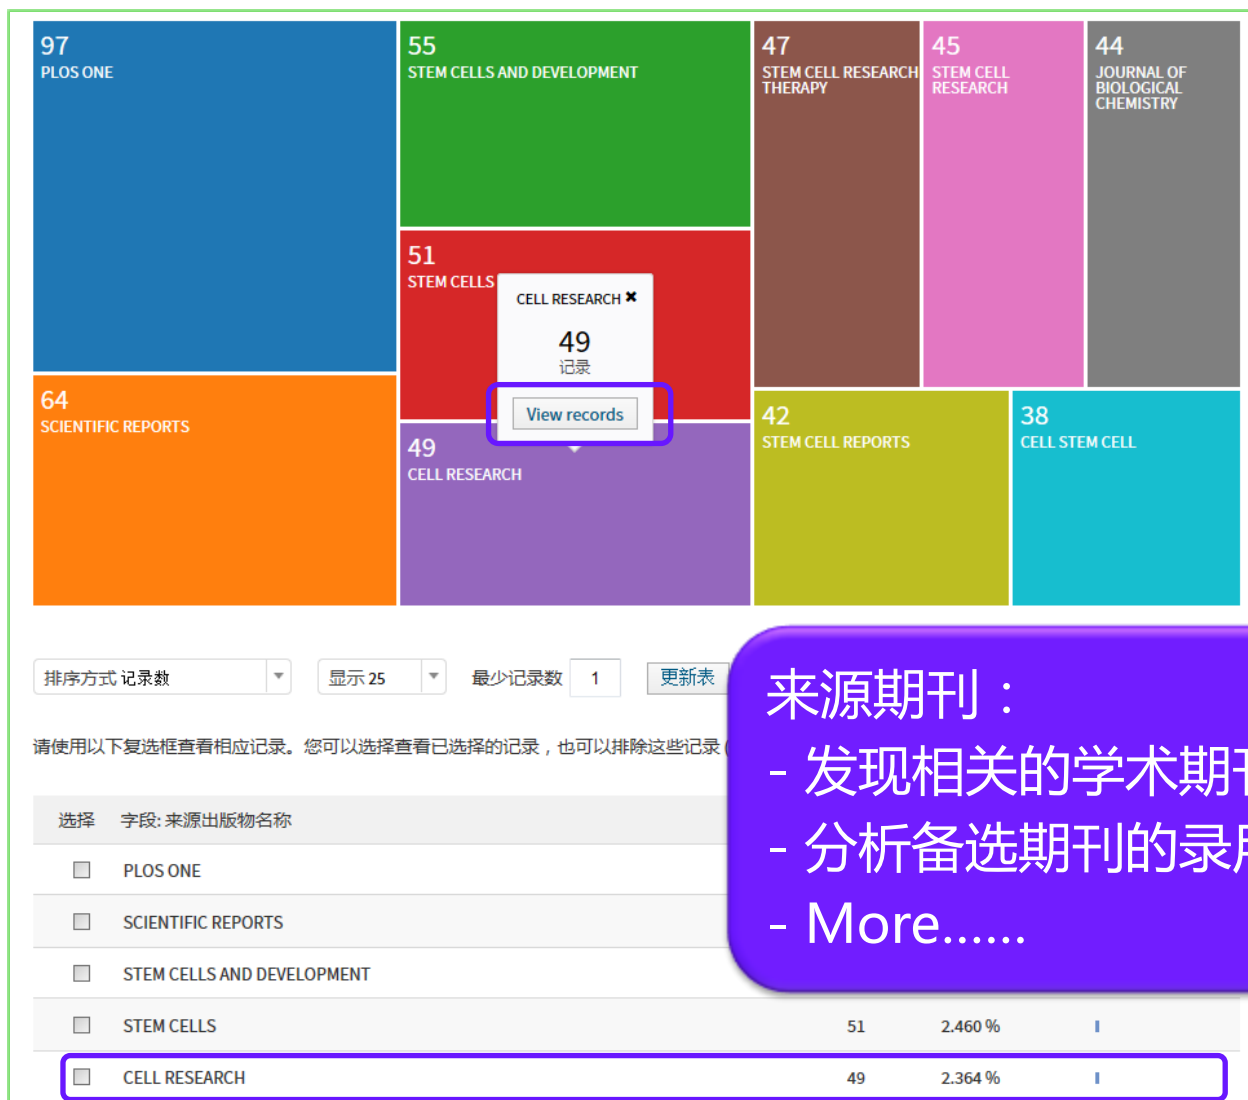 97
PLOS ONE
55
STEM CELLS AND DEVELOPMENT
47
STEM CELL RESEARCH
THERAPY
45
STEM CELL
RESEARCH
44
JOURNAL OF
BIOLOGICAL
CHEMISTRY
51
STEM CELLS
CELL RESEARCH ✖
49
记录
View records
64
SCIENTIFIC REPORTS
49
CELL RESEARCH
42
STEM CELL REPORTS
38
CELL STEM CELL
排序方式 记录数 显示 25 最少记录数 1 更新表
请使用以下复选框查看相应记录。您可以选择查看已选择的记录，也可以排除这些记录 (
来源期刊：
- 发现相关的学术期
- 分析备选期刊的录
- More......
选择 字段: 来源出版物名称
PLOS ONE
SCIENTIFIC REPORTS
STEM CELLS AND DEVELOPMENT
STEM CELLS 51 2.460 %
CELL RESEARCH 49 2.364 %